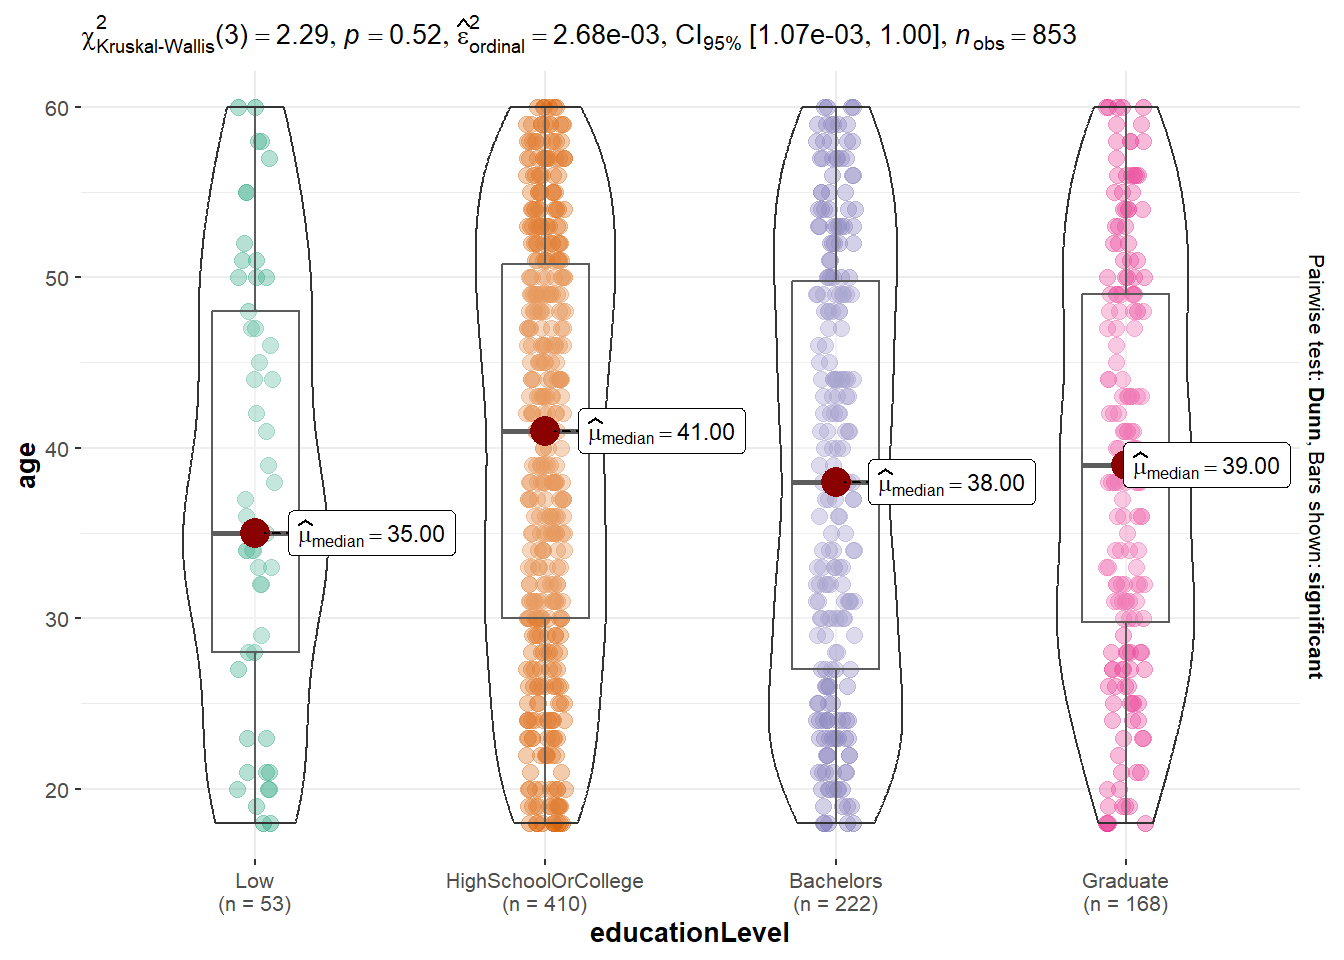 χ²Kruskal-Wallis(3) = 2.29, p = 0.52, ε̂²ordinal = 2.68e-03, CI95% [1.07e-03, 1.00], nobs = 853
60
50
40
30
20
age
μ̂median = 35.00
μ̂median = 41.00
μ̂median = 38.00
μ̂median = 39.00
Pairwise test: Dunn, Bars shown: significant
Low
(n = 53)
HighSchoolOrCollege
(n = 410)
Bachelors
(n = 222)
Graduate
(n = 168)
educationLevel